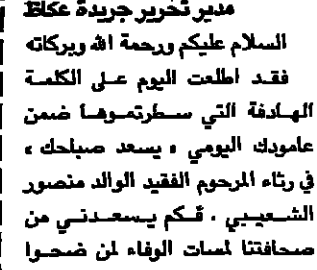 مدير تحرير جريدة عكاظ
السلام عليكم ورحمة الله وبركاته
فقد اطلعت اليوم على الكلمة
الهادفة التي سطرتموها ضمن
عامودك اليومي « يسعد صباحك »
في رثاء المرحوم الفقيد الوالد منصور
الشعيبي . فكم يسعدني من
صحافتنا لمسات الوفاء لمن ضحوا